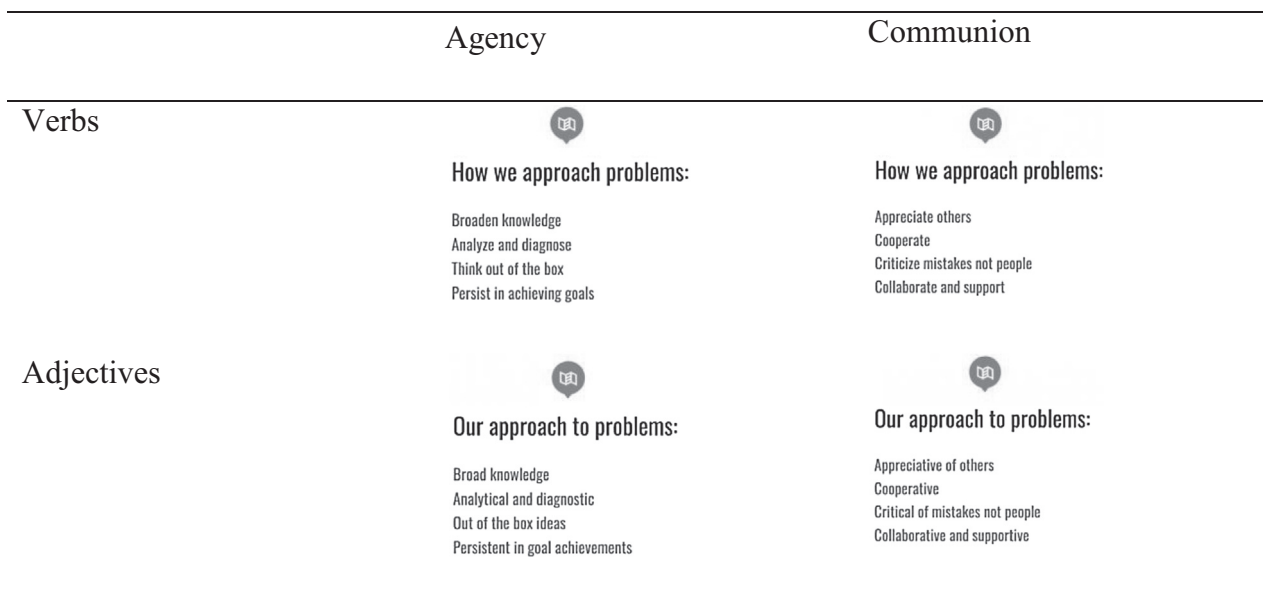 Agency
Communion
Verbs
How we approach problems:
Broaden knowledge
Analyze and diagnose
Think out of the box
Persist in achieving goals
How we approach problems:
Appreciate others
Cooperate
Criticize mistakes not people
Collaborate and support
Adjectives
Our approach to problems:
Broad knowledge
Analytical and diagnostic
Out of the box ideas
Persistent in goal achievements
Our approach to problems:
Appreciative of others
Cooperative
Critical of mistakes not people
Collaborative and supportive